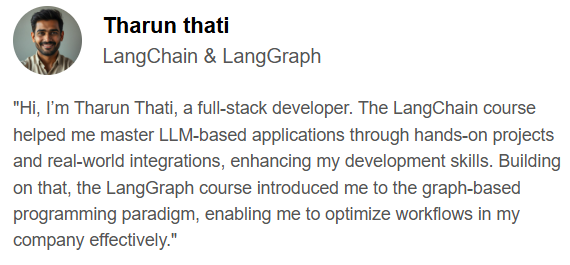 Tharun thati
LangChain & LangGraph
"Hi, I’m Tharun Thati, a full-stack developer. The LangChain course
helped me master LLM-based applications through hands-on projects
and real-world integrations, enhancing my development skills. Building
on that, the LangGraph course introduced me to the graph-based
programming paradigm, enabling me to optimize workflows in my
company effectively."